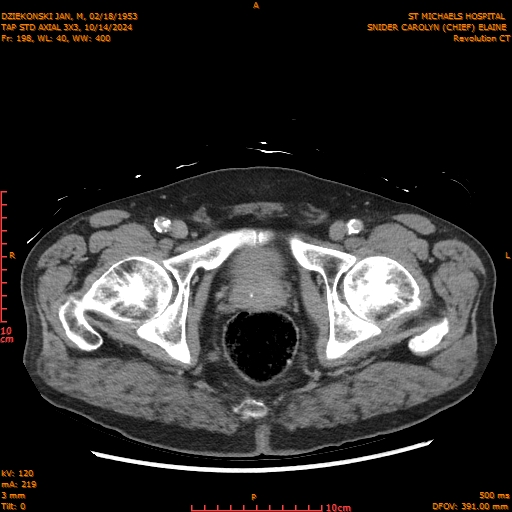 A
DZIEKONSKI JAN, M, 02/18/1953
TAP STD AXIAL 3X3, 10/14/2024
Fr: 198, WL: 40, WW: 400
ST MICHAELS HOSPITAL
SNIDER CAROLYN (CHIEF) ELAINE
Revolution CT
R
L
10
cm
kV: 120
mA: 219
3 mm
Tilt: 0
P
10cm
500 ms
DFOV: 391.00 mm